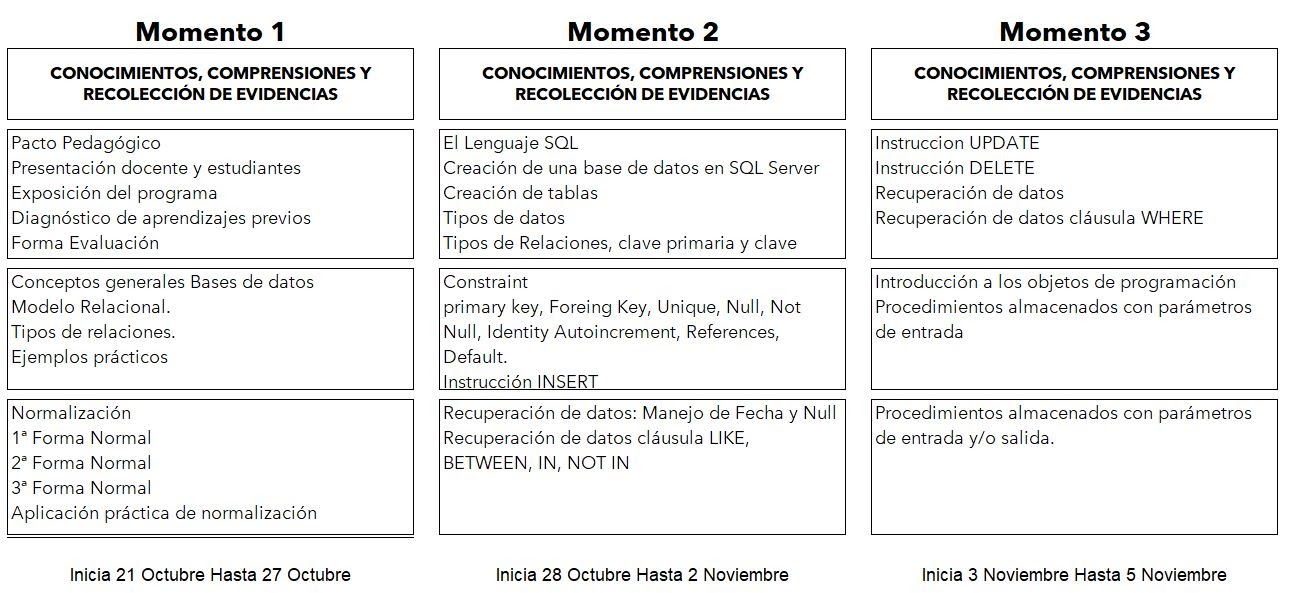 Momento 1
CONOCIMIENTOS, COMPRENSIONES Y
RECOLECCIÓN DE EVIDENCIAS
Pacto Pedagógico
Presentación docente y estudiantes
Exposición del programa
Diagnóstico de aprendizajes previos
Forma Evaluación
Conceptos generales Bases de datos
Modelo Relacional.
Tipos de relaciones.
Ejemplos prácticos
Normalización
1ª Forma Normal
2ª Forma Normal
3ª Forma Normal
Aplicación práctica de normalización
Inicia 21 Octubre Hasta 27 Octubre
Momento 2
CONOCIMIENTOS, COMPRENSIONES Y
RECOLECCIÓN DE EVIDENCIAS
El Lenguaje SQL
Creación de una base de datos en SQL Server
Creación de tablas
Tipos de datos
Tipos de Relaciones, clave primaria y clave
Constraint
primary key, Foreing Key, Unique, Null, Not
Null, Identity Autoincrement, References,
Default.
Instrucción INSERT
Recuperación de datos: Manejo de Fecha y Null
Recuperación de datos cláusula LIKE,
BETWEEN, IN, NOT IN
Inicia 28 Octubre Hasta 2 Noviembre
Momento 3
CONOCIMIENTOS, COMPRENSIONES Y
RECOLECCIÓN DE EVIDENCIAS
Instruccion UPDATE
Instrucción DELETE
Recuperación de datos
Recuperación de datos cláusula WHERE
Introducción a los objetos de programación
Procedimientos almacenados con parámetros
de entrada
Procedimientos almacenados con parámetros
de entrada y/o salida.
Inicia 3 Noviembre Hasta 5 Noviembre